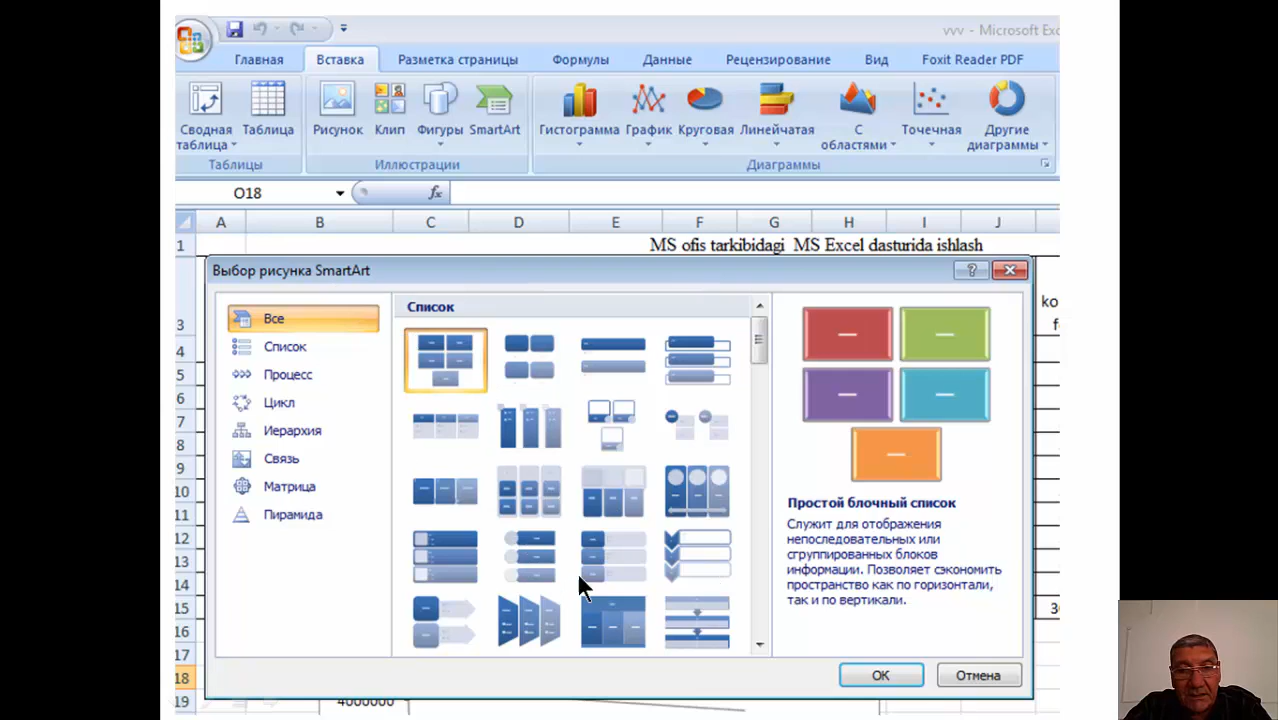 vvv - Microsoft Exc
Главная Вставка Разметка страницы Формулы Данные Рецензирование Вид Foxit Reader PDF
Сводная таблица Таблица Рисунок Клип Фигуры SmartArt Гистограмма График Круговая Линейчатая С областями Точечная Другие диаграммы
Таблицы Иллюстрации Диаграммы
O18 fx
A B C D E F G H I J
1 MS ofis tarkibidagi MS Excel dasturida ishlash
Выбор рисунка SmartArt
3
4
5
6
7
8
9
10
11
12
13
14
15
16
17
18
19
ko
Все
Список
Процесс
Цикл
Иерархия
Связь
Матрица
Пирамида
Список
Простой блочный список
Служит для отображения
непоследовательных или
сгруппированных блоков
информации. Позволяет сэкономить
пространство как по горизонтали,
так и по вертикали.
OK Отмена
4000000